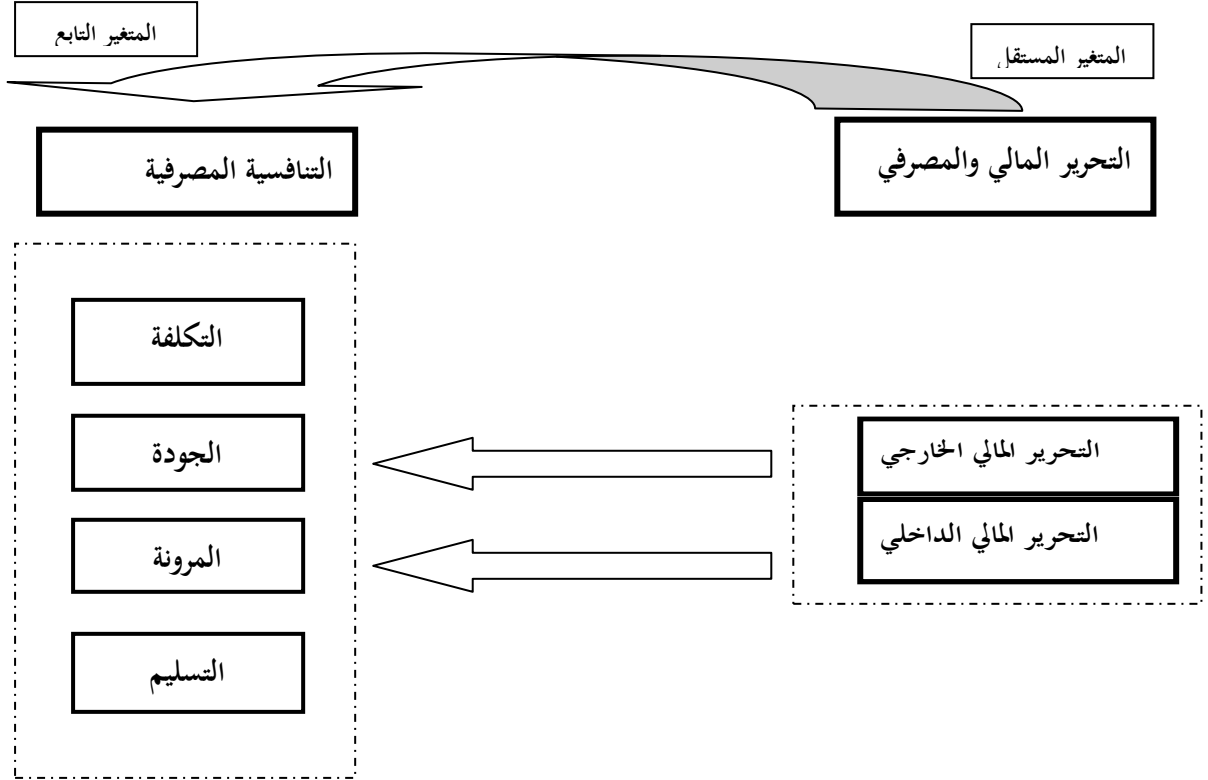 المتغير المستقل
المتغير التابع
التحرير المالي والمصرفي
التنافسية المصرفية
التحرير المالي الخارجي
التحرير المالي الداخلي
التكلفة
الجودة
المرونة
التسليم